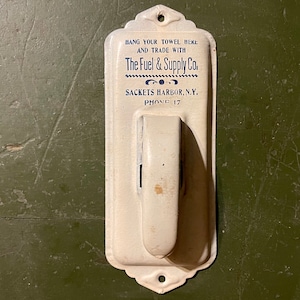 HANG YOUR TOWEL HERE
AND TRADE WITH
The Fuel & Supply Co.
SACKETS HARBOR, N.Y.
PHONE 17